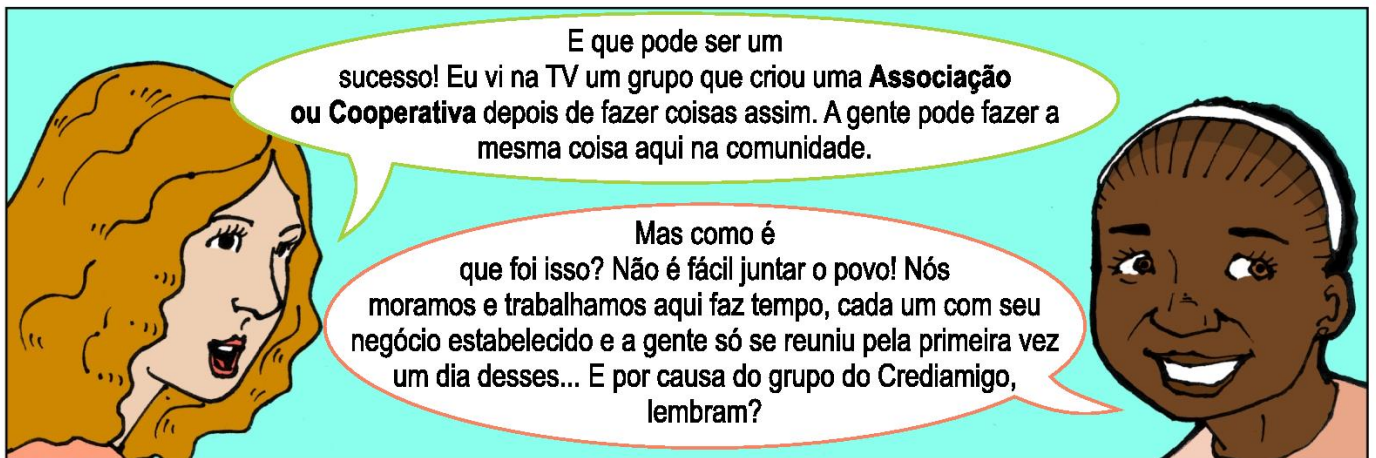 E que pode ser um
sucesso! Eu vi na TV um grupo que criou uma Associação
ou Cooperativa depois de fazer coisas assim. A gente pode fazer a
mesma coisa aqui na comunidade.
Mas como é
que foi isso? Não é fácil juntar o povo! Nós
moramos e trabalhamos aqui faz tempo, cada um com seu
negócio estabelecido e a gente só se reuniu pela primeira vez
um dia desses... E por causa do grupo do Crediamigo,
lembram?